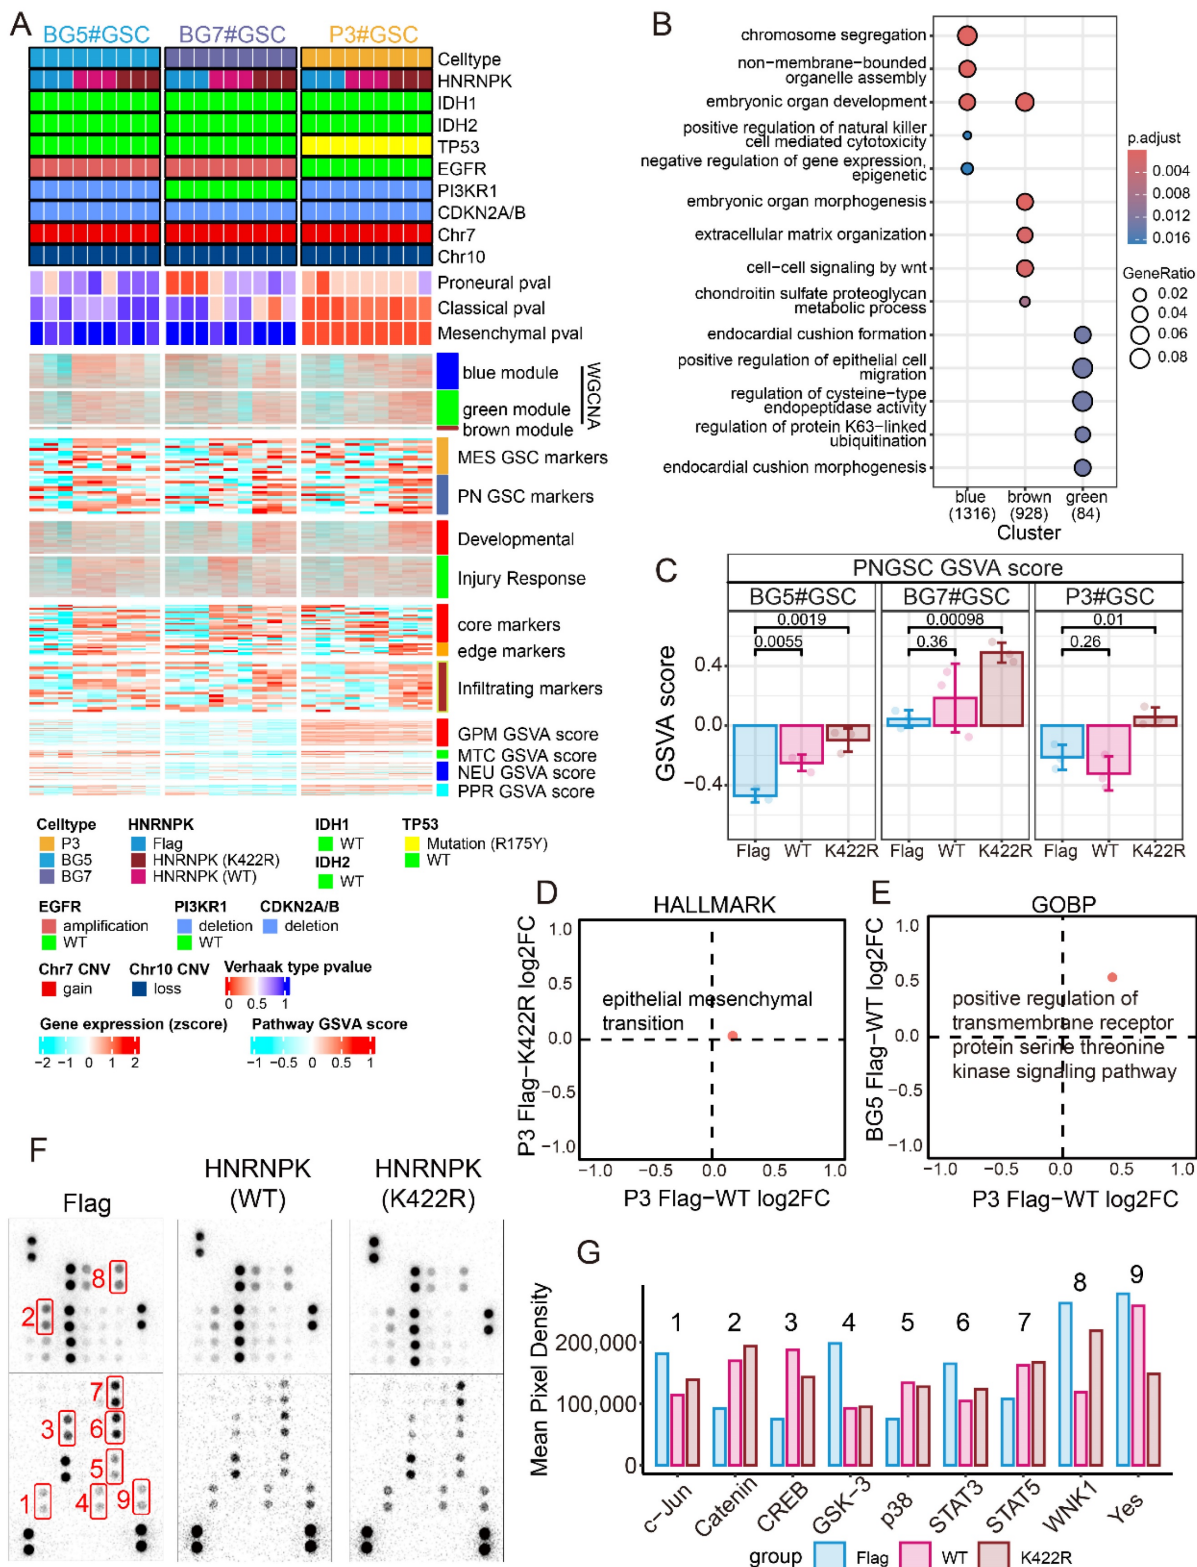 A
BG5#GSC
BG7#GSC
P3#GSC
Celltype
HNRNPK
IDH1
IDH2
TP53
EGFR
PI3KR1
CDKN2A/B
Chr7
Chr10
Proneural pval
Classical pval
Mesenchymal pval
blue module
green module
brown module
WGCNA
MES GSC markers
PN GSC markers
Developmental
Injury Response
core markers
edge markers
Infiltrating markers
GPM GSVA score
MTC GSVA score
NEU GSVA score
PPR GSVA score
Celltype
P3
BG5
BG7
HNRNPK
Flag
HNRNPK (K422R)
HNRNPK (WT)
IDH1
WT
IDH2
WT
TP53
Mutation (R175Y)
WT
EGFR
amplification
WT
PI3KR1
deletion
WT
CDKN2A/B
deletion
Chr7 CNV
gain
Chr10 CNV
loss
Verhaak type pvalue
0 0.5 1
Gene expression (zscore)
−2 −1 0 1 2
Pathway GSVA score
−1 −0.5 0 0.5 1
B
chromosome segregation
non−membrane−bounded
organelle assembly
embryonic organ development
positive regulation of natural killer
cell mediated cytotoxicity
negative regulation of gene expression,
epigenetic
embryonic organ morphogenesis
extracellular matrix organization
cell−cell signaling by wnt
chondroitin sulfate proteoglycan
metabolic process
endocardial cushion formation
positive regulation of epithelial cell
migration
regulation of cysteine−type
endopeptidase activity
regulation of protein K63−linked
ubiquitination
endocardial cushion morphogenesis
blue
(1316)
brown
(928)
green
(84)
Cluster
p.adjust
0.004
0.008
0.012
0.016
GeneRatio
0.02
0.04
0.06
0.08
C
PNGSC GSVA score
BG5#GSC
BG7#GSC
P3#GSC
0.0019
0.0055
0.00098
0.36
0.01
0.26
GSVA score
0.4
0.0
−0.4
Flag WT K422R
Flag WT K422R
Flag WT K422R
D
HALLMARK
P3 Flag−K422R log2FC
1.0
0.5
0.0
−0.5
−1.0
epithelial mesenchymal
transition
−1.0 −0.5 0.0 0.5 1.0
P3 Flag−WT log2FC
E
GOBP
BG5 Flag−WT log2FC
1.0
0.5
0.0
−0.5
−1.0
positive regulation of
transmembrane receptor
protein serine threonine
kinase signaling pathway
−1.0 −0.5 0.0 0.5 1.0
P3 Flag−WT log2FC
F
Flag
HNRNPK
(WT)
HNRNPK
(K422R)
8
2
7
3
6
5
1
4
9
G
Mean Pixel Density
200,000
100,000
0
1 2 3 4 5 6 7 8 9
c−Jun
Catenin
CREB
GSK−3
p38
STAT3
STAT5
WNK1
Yes
group Flag WT K422R